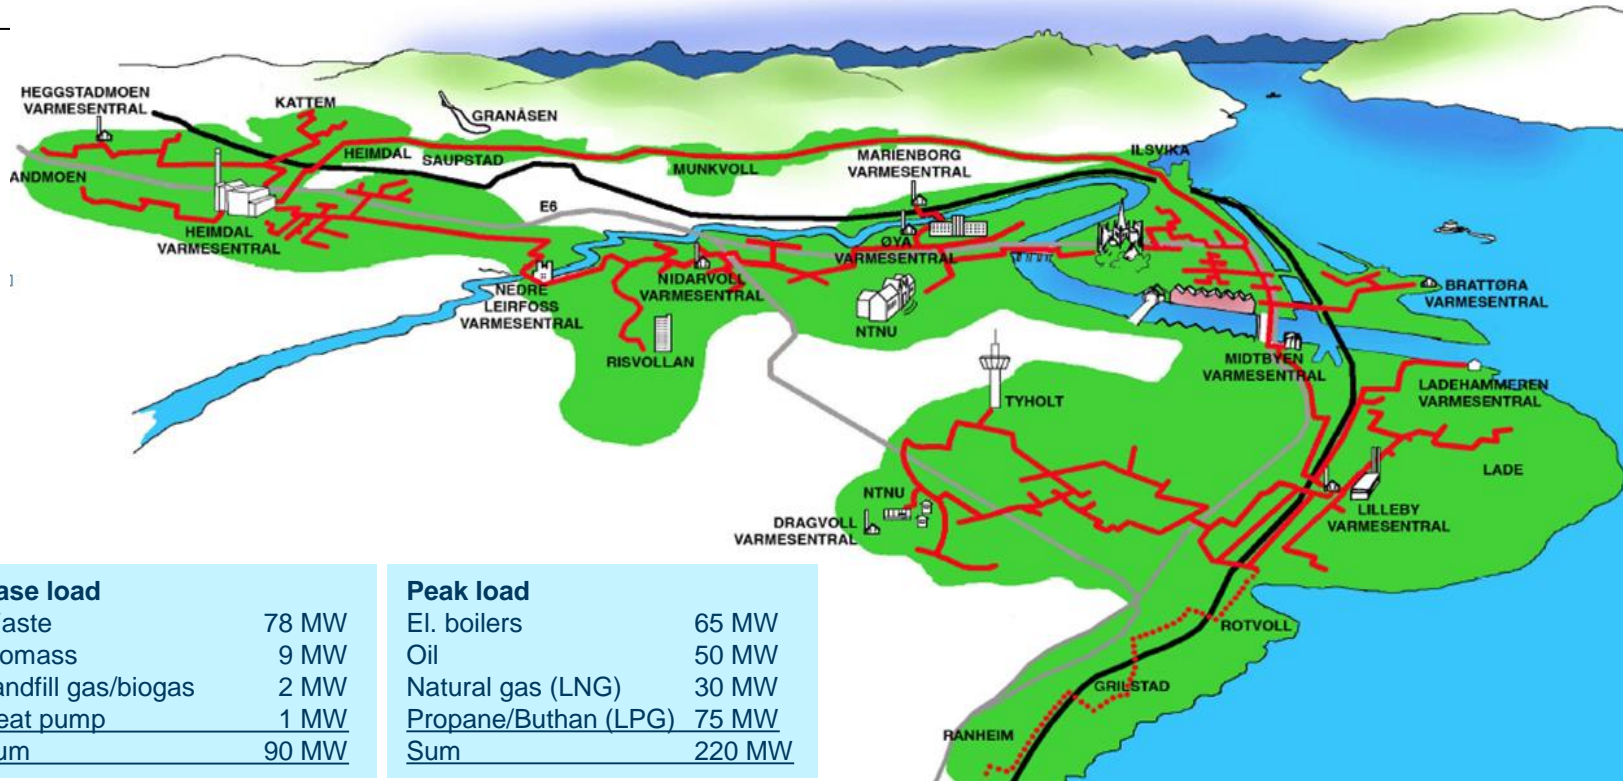 HEGGSTADMOEN
VARMESENTRAL
KATTEM
GRANÅSEN
HEIMDAL
SAUPSTAD
MUNKVOLL
MARIENBORG
VARMESENTRAL
ILSVIKA
ANDMOEN
E6
HEIMDAL
VARMESENTRAL
ØYA
VARMESENTRAL
NEDRE
LEIRFOSS
VARMESENTRAL
NIDARVOLL
VARMESENTRAL
BRATTØRA
VARMESENTRAL
NTNU
RISVOLLAN
MIDTBYEN
VARMESENTRAL
LADEHAMMEREN
VARMESENTRAL
TYHOLT
LADE
NTNU
DRAGVOLL
VARMESENTRAL
LILLEBY
VARMESENTRAL
ROTVOLL
GRILSTAD
RANHEIM
ase load
aste 78 MW
omass 9 MW
andfill gas/biogas 2 MW
eat pump 1 MW
um 90 MW
Peak load
El. boilers 65 MW
Oil 50 MW
Natural gas (LNG) 30 MW
Propane/Buthan (LPG) 75 MW
Sum 220 MW